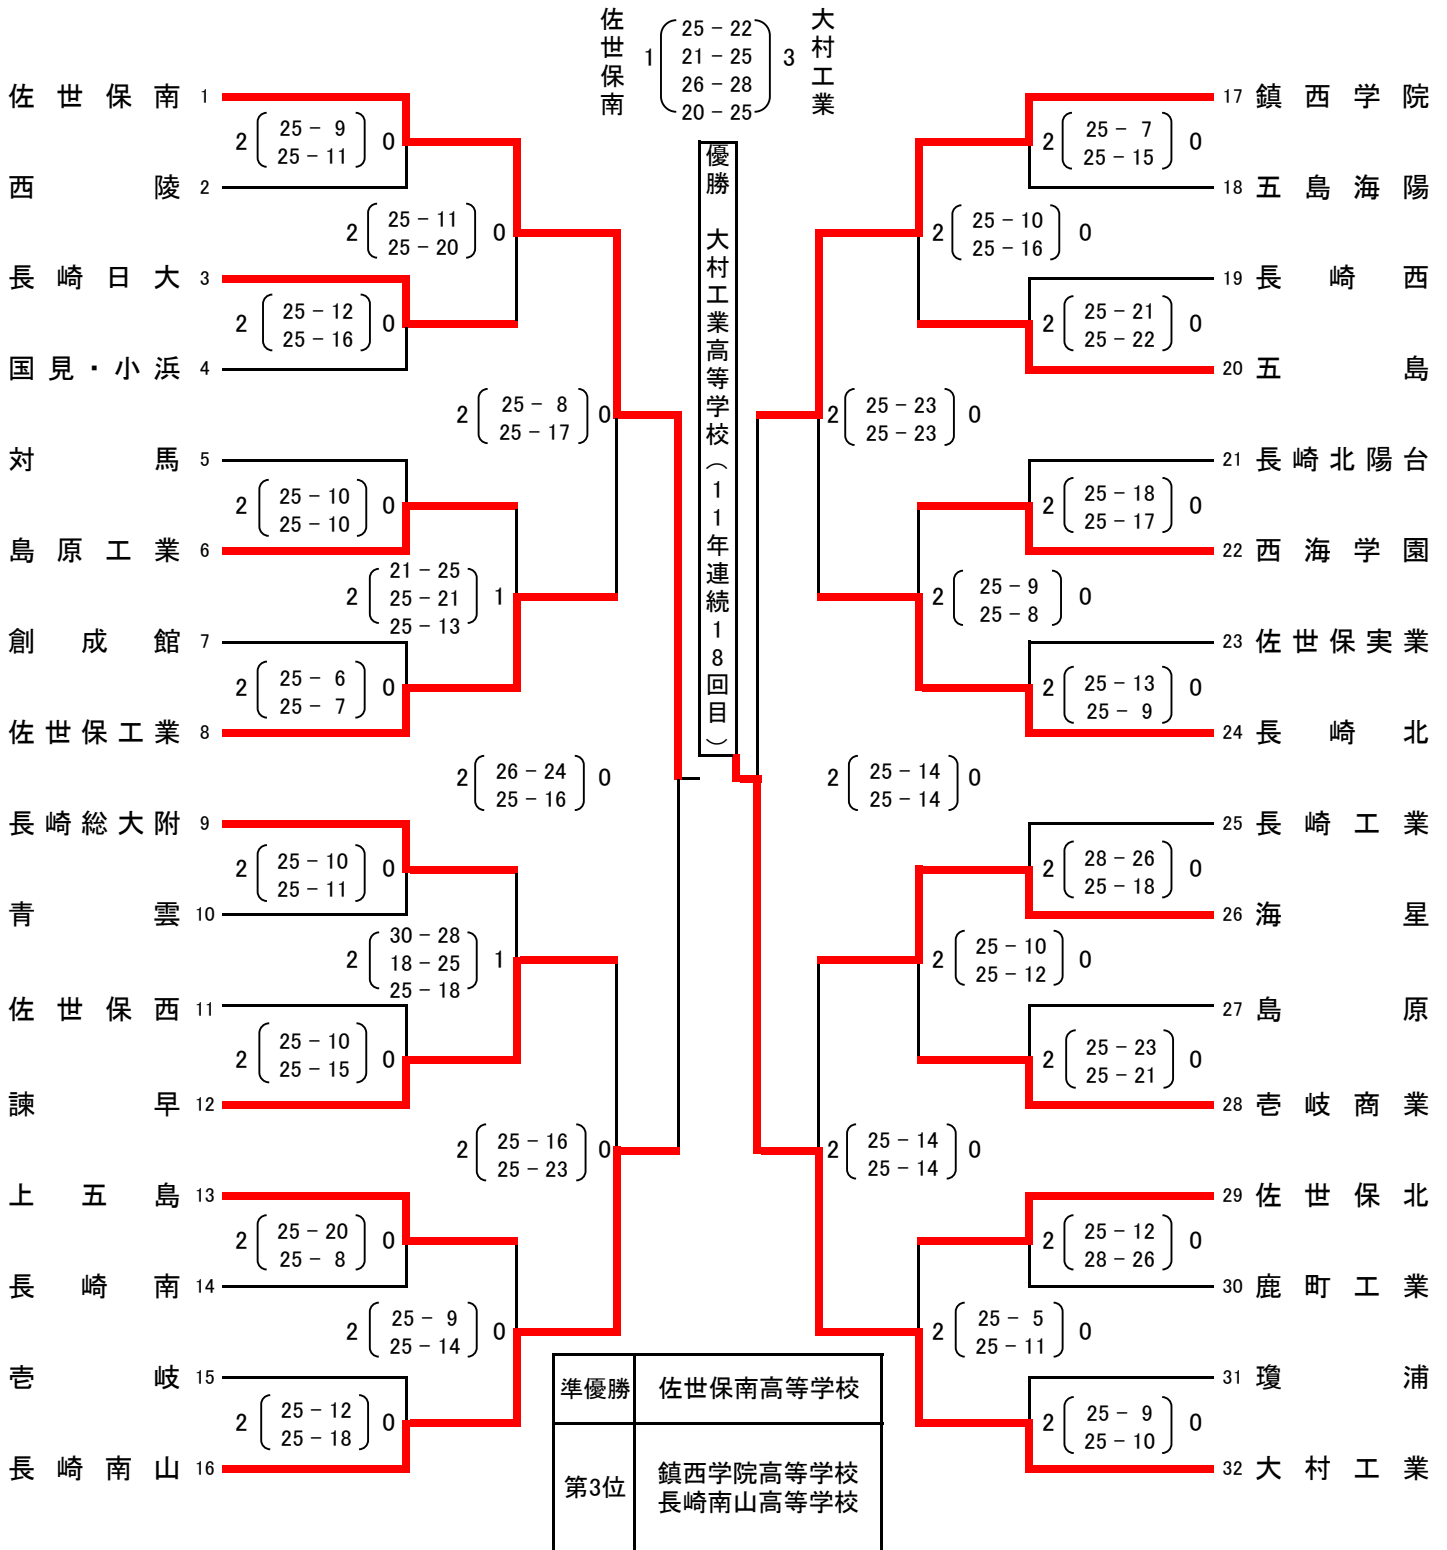 佐世保南
1
25 − 22
21 − 25
26 − 28
20 − 25
3
大村工業
優勝　大村工業高等学校（１１年連続１８回目）
佐世保南 1
2 25 − 9 0
25 − 11
西陵 2
2 25 − 11 0
25 − 20
長崎日大 3
2 25 − 12 0
25 − 16
国見・小浜 4
2 25 − 8 0
25 − 17
対馬 5
2 25 − 10 0
25 − 10
島原工業 6
21 − 25
2 25 − 21 1
25 − 13
創成館 7
2 25 − 6 0
25 − 7
佐世保工業 8
2 26 − 24 0
25 − 16
長崎総大附 9
2 25 − 10 0
25 − 11
青雲 10
30 − 28
2 18 − 25 1
25 − 18
佐世保西 11
2 25 − 10 0
25 − 15
諫早 12
2 25 − 16 0
25 − 23
上五島 13
2 25 − 20 0
25 − 8
長崎南 14
2 25 − 9 0
25 − 14
壱岐 15
2 25 − 12 0
25 − 18
長崎南山 16
17 鎮西学院
2 25 − 7 0
25 − 15
18 五島海陽
2 25 − 10 0
25 − 16
19 長崎西
2 25 − 21 0
25 − 22
20 五島
2 25 − 23 0
25 − 23
21 長崎北陽台
2 25 − 18 0
25 − 17
22 西海学園
2 25 − 9 0
25 − 8
23 佐世保実業
2 25 − 13 0
25 − 9
24 長崎北
2 25 − 14 0
25 − 14
25 長崎工業
2 28 − 26 0
25 − 18
26 海星
2 25 − 10 0
25 − 12
27 島原
2 25 − 23 0
25 − 21
28 壱岐商業
2 25 − 14 0
25 − 14
29 佐世保北
2 25 − 12 0
28 − 26
30 鹿町工業
2 25 − 5 0
25 − 11
31 瓊浦
2 25 − 9 0
25 − 10
32 大村工業
準優勝 佐世保南高等学校
第3位 鎮西学院高等学校
長崎南山高等学校